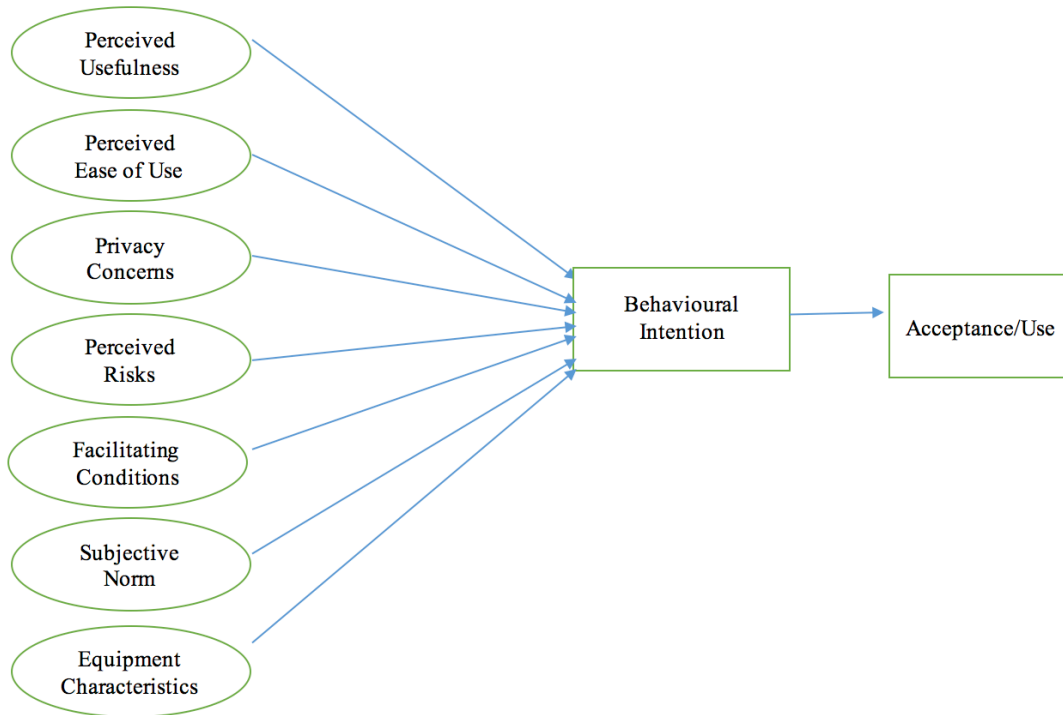 Perceived
Usefulness
Perceived
Ease of Use
Privacy
Concerns
Perceived
Risks
Facilitating
Conditions
Subjective
Norm
Equipment
Characteristics
Behavioural
Intention
Acceptance/Use